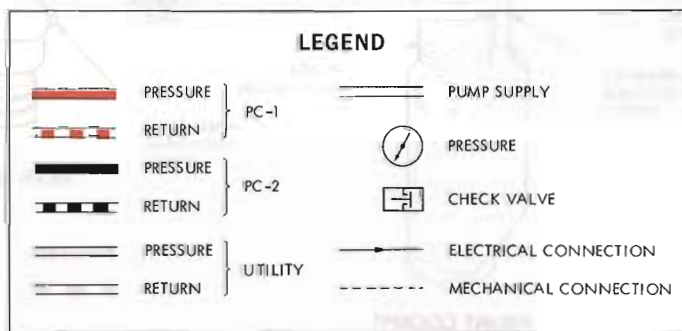 LEGEND
PRESSURE
PC-1
RETURN
PRESSURE
PC-2
RETURN
PRESSURE
UTILITY
RETURN
PUMP SUPPLY
PRESSURE
CHECK VALVE
ELECTRICAL CONNECTION
MECHANICAL CONNECTION